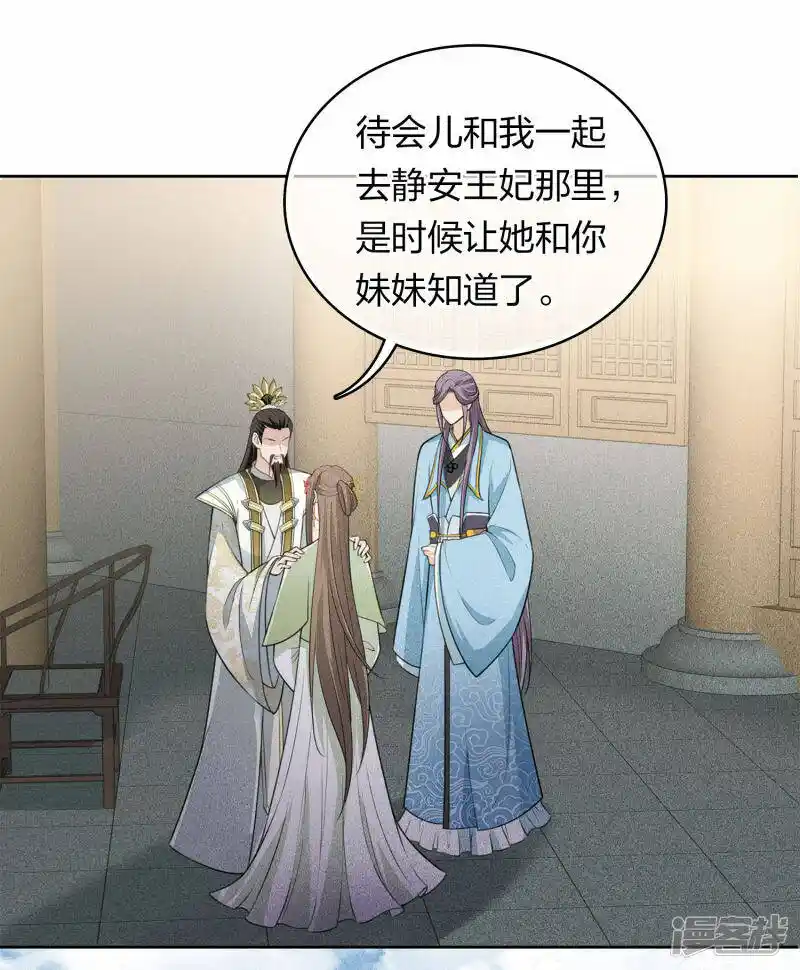 待会儿和我一起
去静安王妃那里，
是时候让她和你
妹妹知道了。
漫客栈